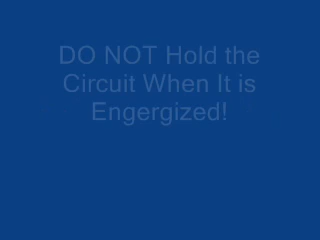 DO NOT Hold the
Circuit When It is
Engergized!